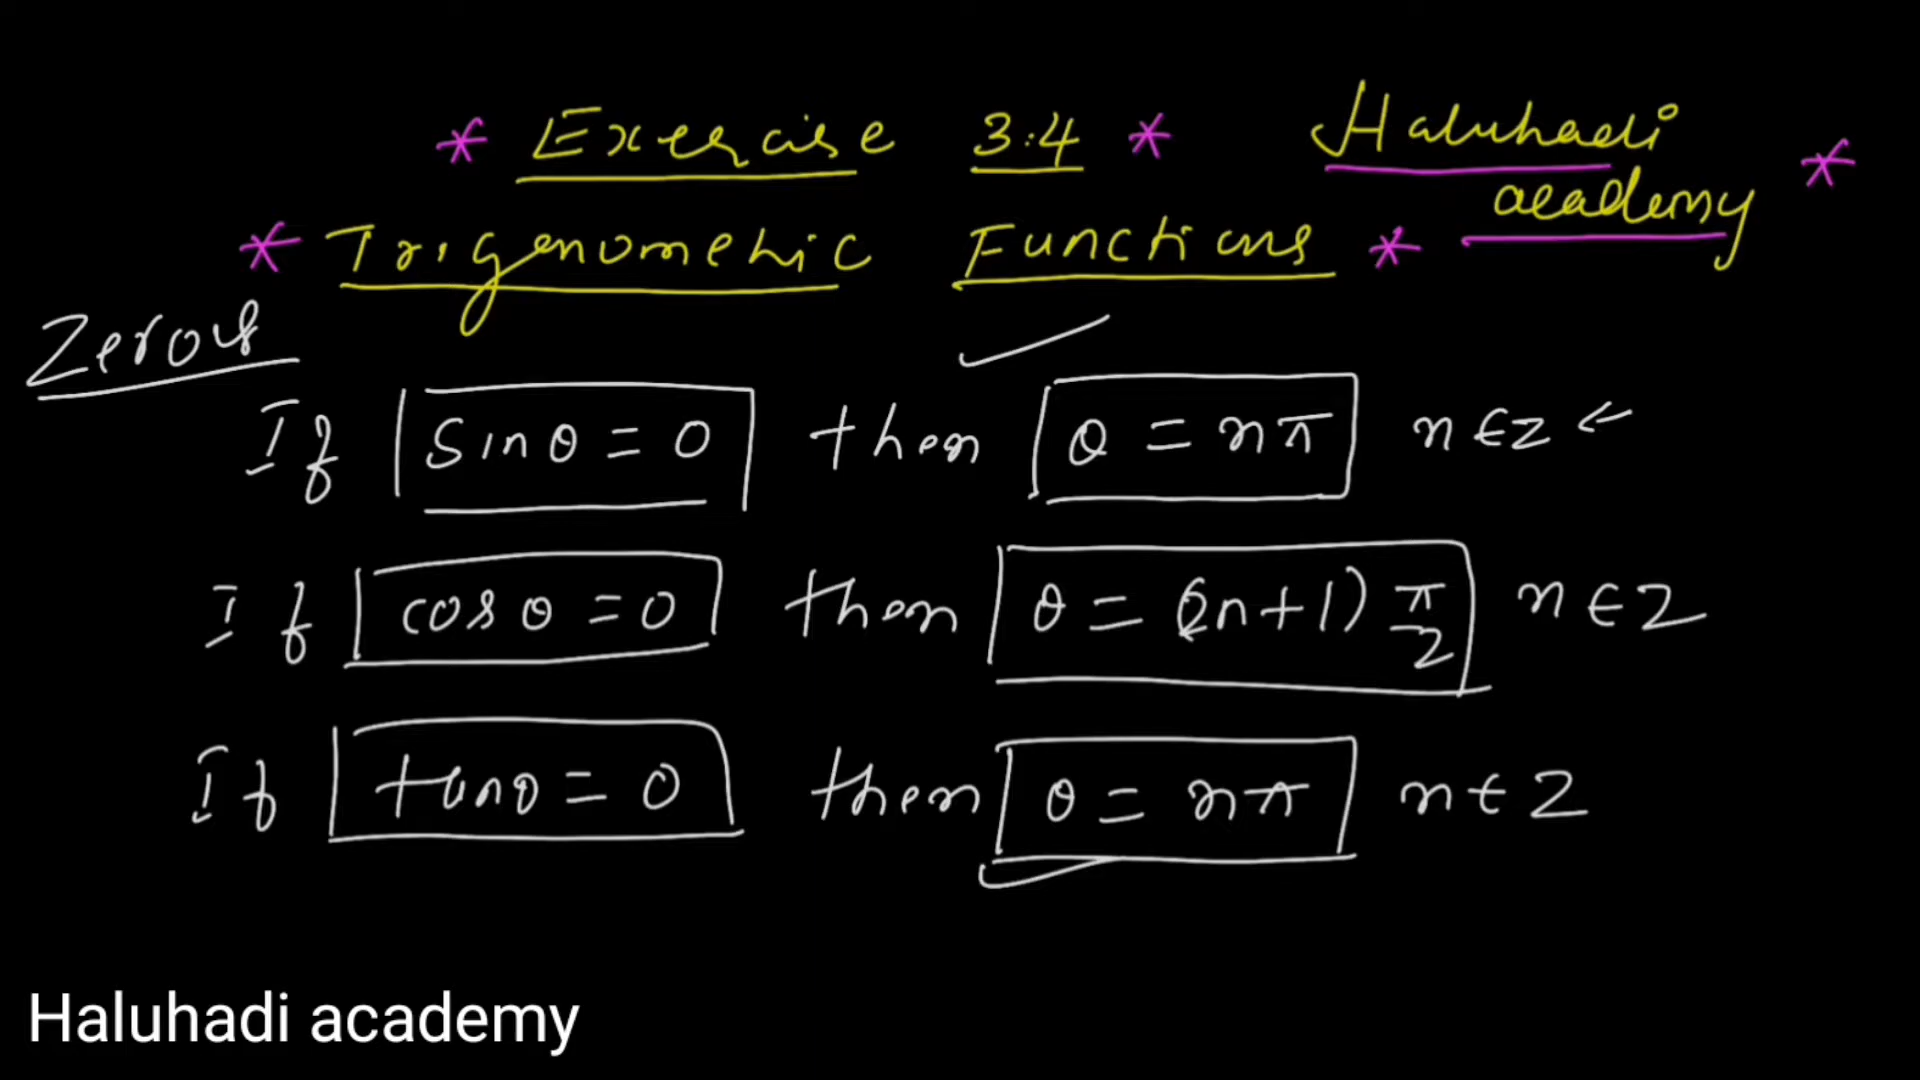 * Exercise 3:4 * Haluhadi academy *
* Trigonometric Functions *
Zerous
If sinθ = 0 then θ = nπ n∈Z ←
If cosθ = 0 then θ = (2n+1) π/2 n∈Z
If tanθ = 0 then θ = nπ n∈Z
Haluhadi academy